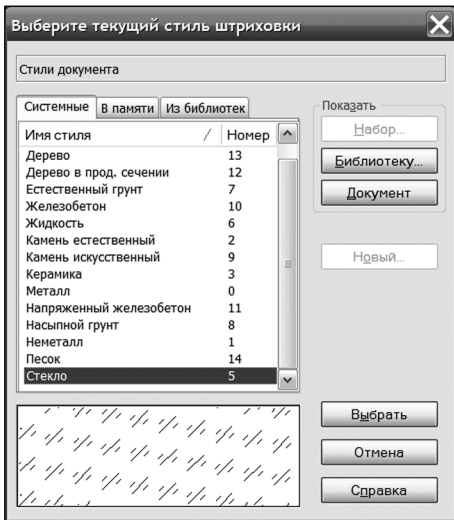 Выберите текущий стиль штриховки
Стили документа
Системные В памяти Из библиотек
Имя стиля / Номер
Дерево 13
Дерево в прод. сечении 12
Естественный грунт 7
Железобетон 10
Жидкость 6
Камень естественный 2
Камень искусственный 9
Керамика 3
Металл 0
Напряженный железобетон 11
Насыпной грунт 8
Неметалл 1
Песок 14
Стекло 5
Показать
Набор...
Библиотеку...
Документ
Новый...
Выбрать
Отмена
Справка